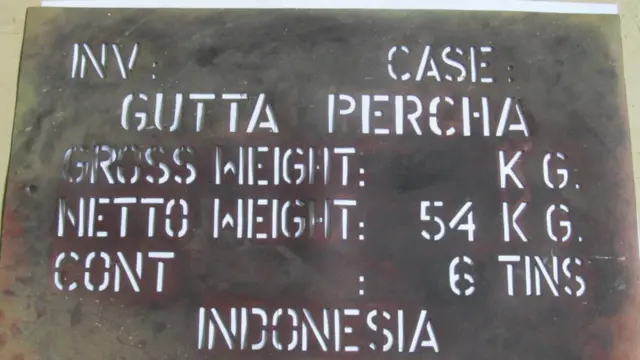 INV : CASE :
GUTTA PERCHA
GROSS WEIGHT: KG.
NETTO WEIGHT: 54 KG.
CONT : 6 TINS
INDONESIA